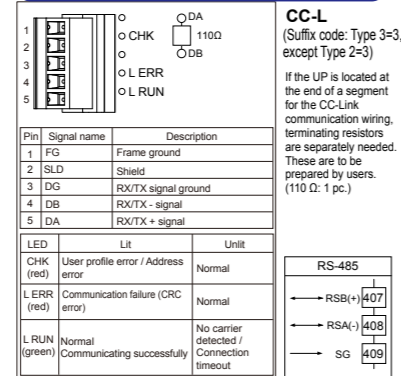 CC-L
(Suffix code: Type 3=3,
except Type 2=3)
1
2
3
4
5
CHK
L ERR
L RUN
DA
110Ω
DB
If the UP is located at
the end of a segment
for the CC-Link
communication wiring,
terminating resistors
are separately needed.
These are to be
prepared by users.
(110 Ω: 1 pc.)
Pin Signal name Description
1 FG Frame ground
2 SLD Shield
3 DG RX/TX signal ground
4 DB RX/TX - signal
5 DA RX/TX + signal
LED Lit Unlit
CHK (red) User profile error / Address error Normal
L ERR (red) Communication failure (CRC error) Normal
L RUN (green) Normal Communicating successfully No carrier detected / Connection timeout
RS-485
RSB(+) 407
RSA(-) 408
SG 409